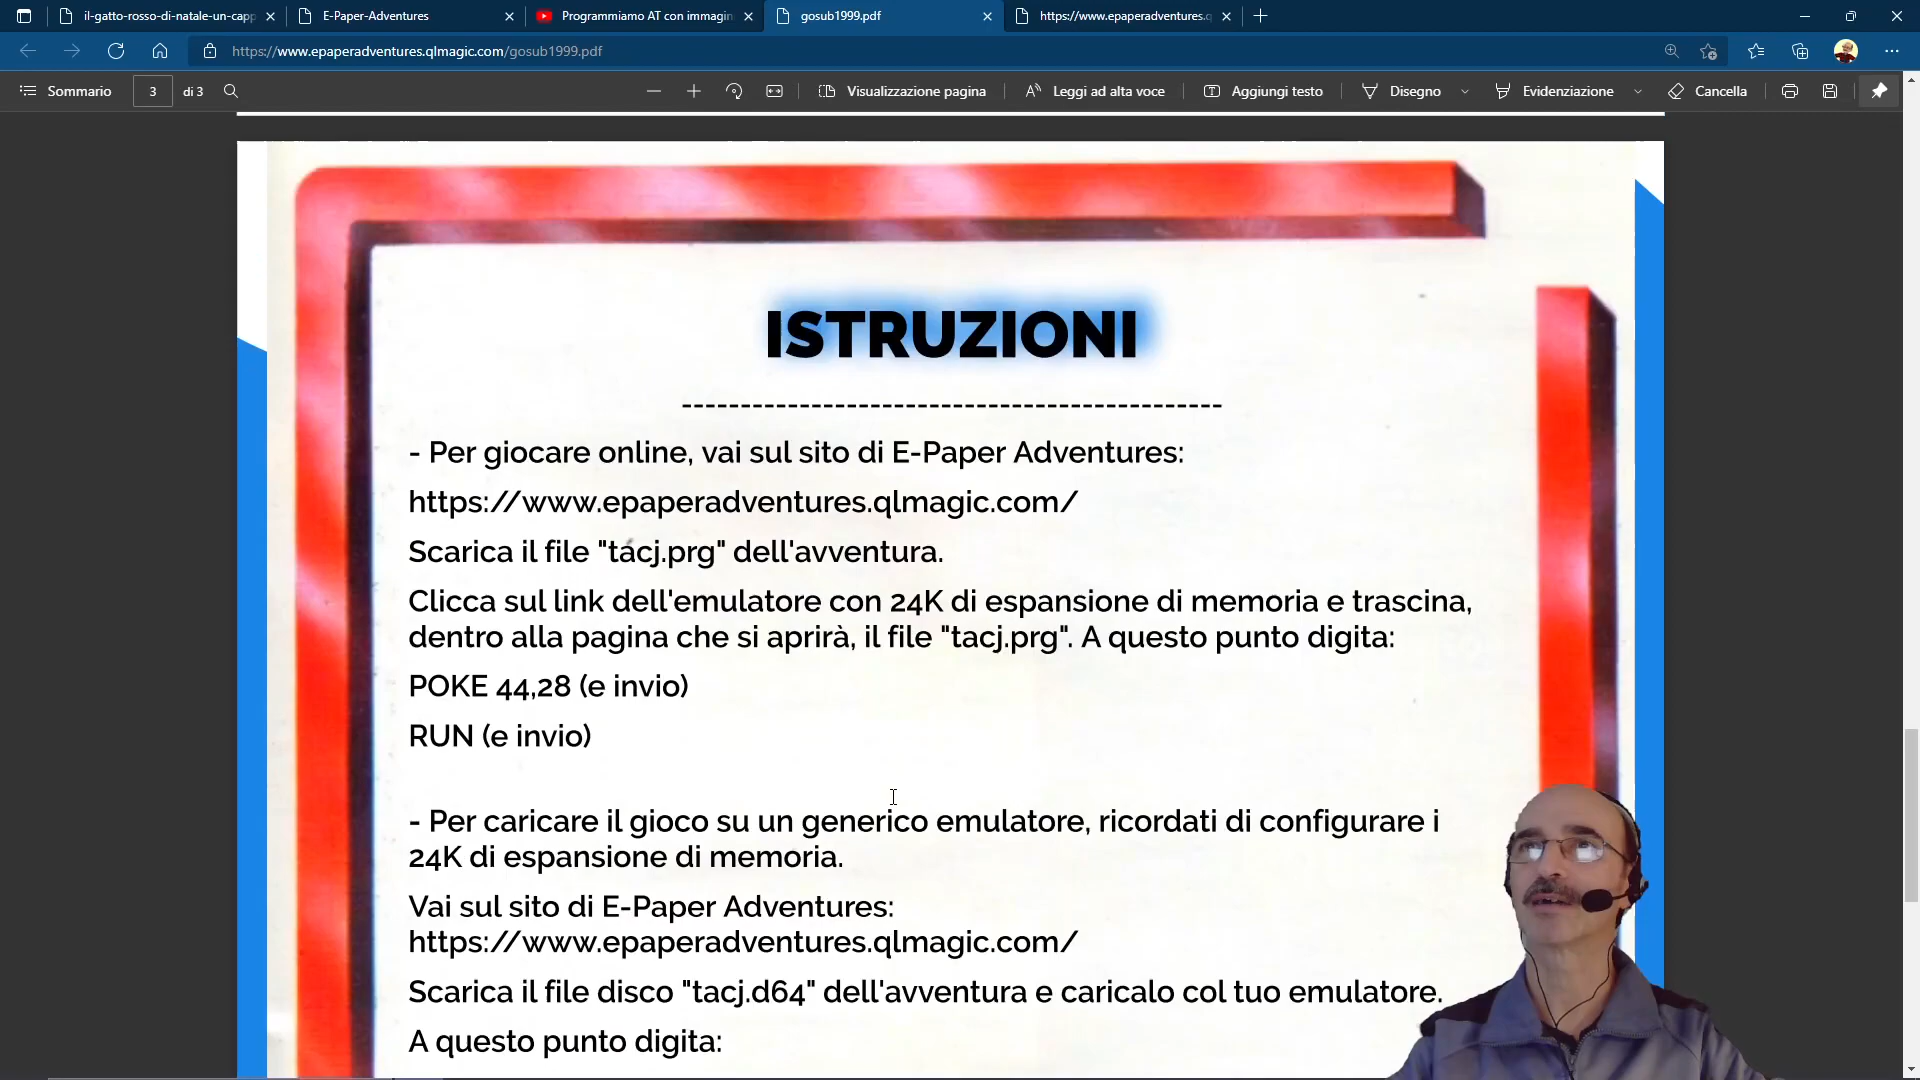 il-gatto-rosso-di-natale-un-capp
E-Paper-Adventures
Programmiamo AT con immagin
gosub1999.pdf
https://www.epaperadventures.q
https://www.epaperadventures.qlmagic.com/gosub1999.pdf
Sommario
3
di 3
Visualizzazione pagina
Leggi ad alta voce
Aggiungi testo
Disegno
Evidenziazione
Cancella
ISTRUZIONI
----------------------------------------------
- Per giocare online, vai sul sito di E-Paper Adventures:
https://www.epaperadventures.qlmagic.com/
Scarica il file "tacj.prg" dell'avventura.
Clicca sul link dell'emulatore con 24K di espansione di memoria e trascina,
dentro alla pagina che si aprirà, il file "tacj.prg". A questo punto digita:
POKE 44,28 (e invio)
RUN (e invio)
- Per caricare il gioco su un generico emulatore, ricordati di configurare i
24K di espansione di memoria.
Vai sul sito di E-Paper Adventures:
https://www.epaperadventures.qlmagic.com/
Scarica il file disco "tacj.d64" dell'avventura e caricalo col tuo emulatore.
A questo punto digita: